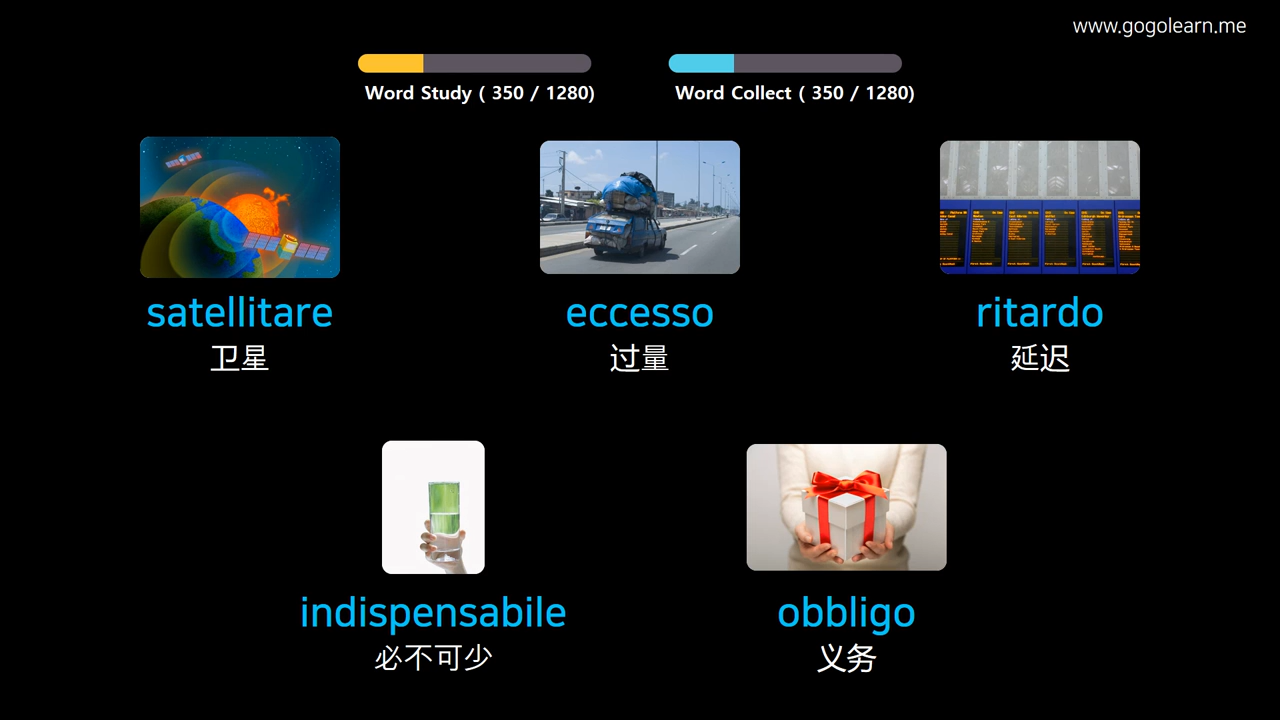 www.gogolearn.me
Word Study ( 350 / 1280)
Word Collect ( 350 / 1280)
satellitare
卫星
eccesso
过量
ritardo
延迟
indispensabile
必不可少
obbligo
义务